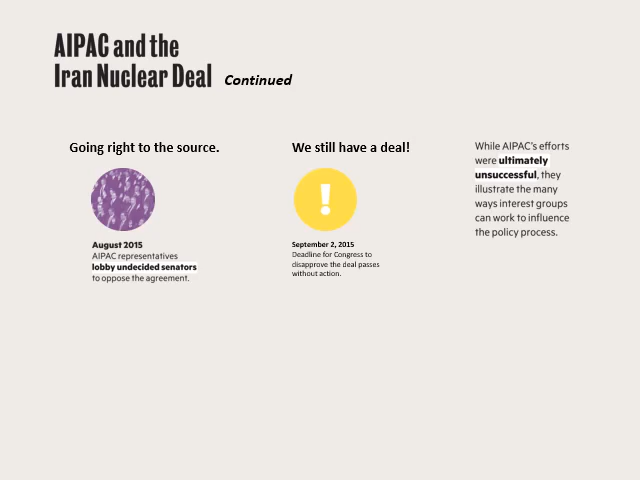 AIPAC and the
Iran Nuclear Deal Continued
Going right to the source.
August 2015
AIPAC representatives
lobby undecided senators
to oppose the agreement.
We still have a deal!
!
September 2, 2015
Deadline for Congress to
disapprove the deal passes
without action.
While AIPAC’s efforts
were ultimately
unsuccessful, they
illustrate the many
ways interest groups
can work to influence
the policy process.